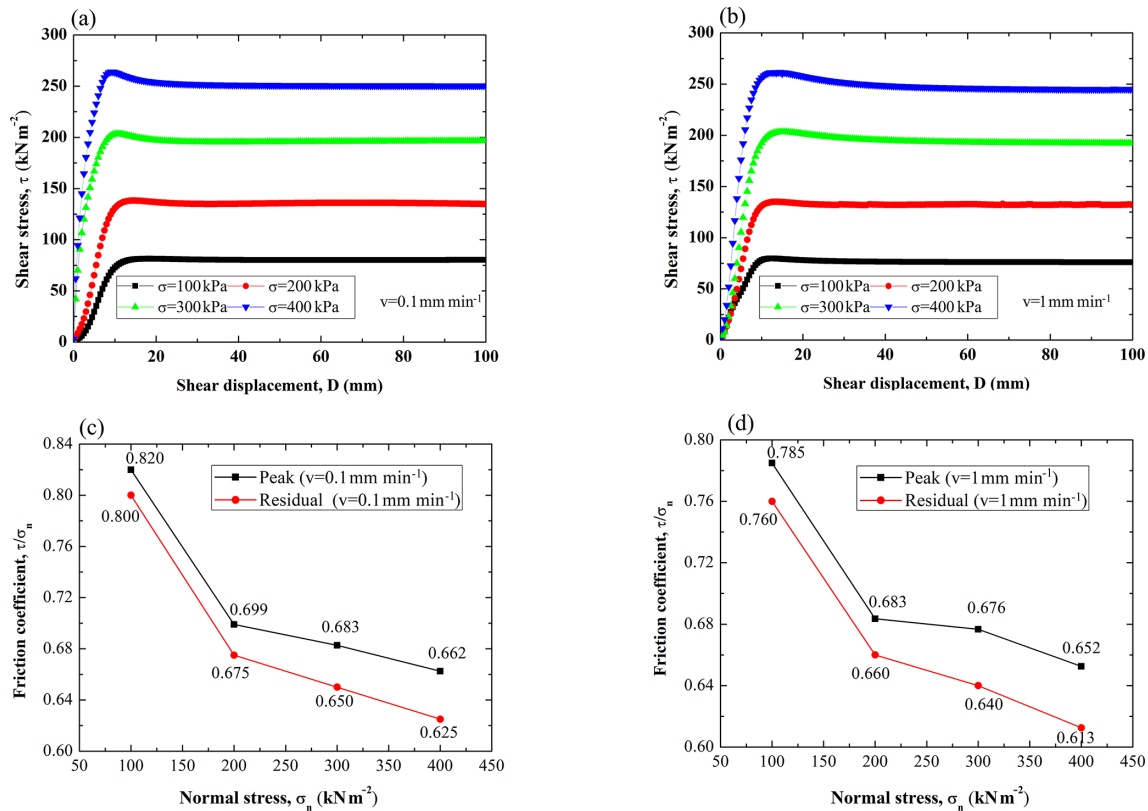 (a)
300
250
200
150
100
50
0
Shear stress, τ (kN m-2)
σ=100 kPa
σ=200 kPa
σ=300 kPa
σ=400 kPa
v=0.1 mm min-1
0 20 40 60 80 100
Shear displacement, D (mm)
(b)
300
250
200
150
100
50
0
Shear stress, τ (kN m-2)
σ=100 kPa
σ=200 kPa
σ=300 kPa
σ=400 kPa
v=1 mm min-1
0 20 40 60 80 100
Shear displacement, D (mm)
(c)
0.84
0.80
0.76
0.72
0.68
0.64
0.60
Friction coefficient, τ/σn
Peak (v=0.1 mm min-1)
Residual (v=0.1 mm min-1)
0.820
0.800
0.699
0.675
0.683
0.650
0.662
0.625
50 100 150 200 250 300 350 400 450
Normal stress, σn (kN m-2)
(d)
0.80
0.76
0.72
0.68
0.64
0.60
Friction coefficient, τ/σn
Peak (v=1 mm min-1)
Residual (v=1 mm min-1)
0.785
0.760
0.683
0.660
0.676
0.640
0.652
0.613
50 100 150 200 250 300 350 400 450
Normal stress, σn (kN m-2)